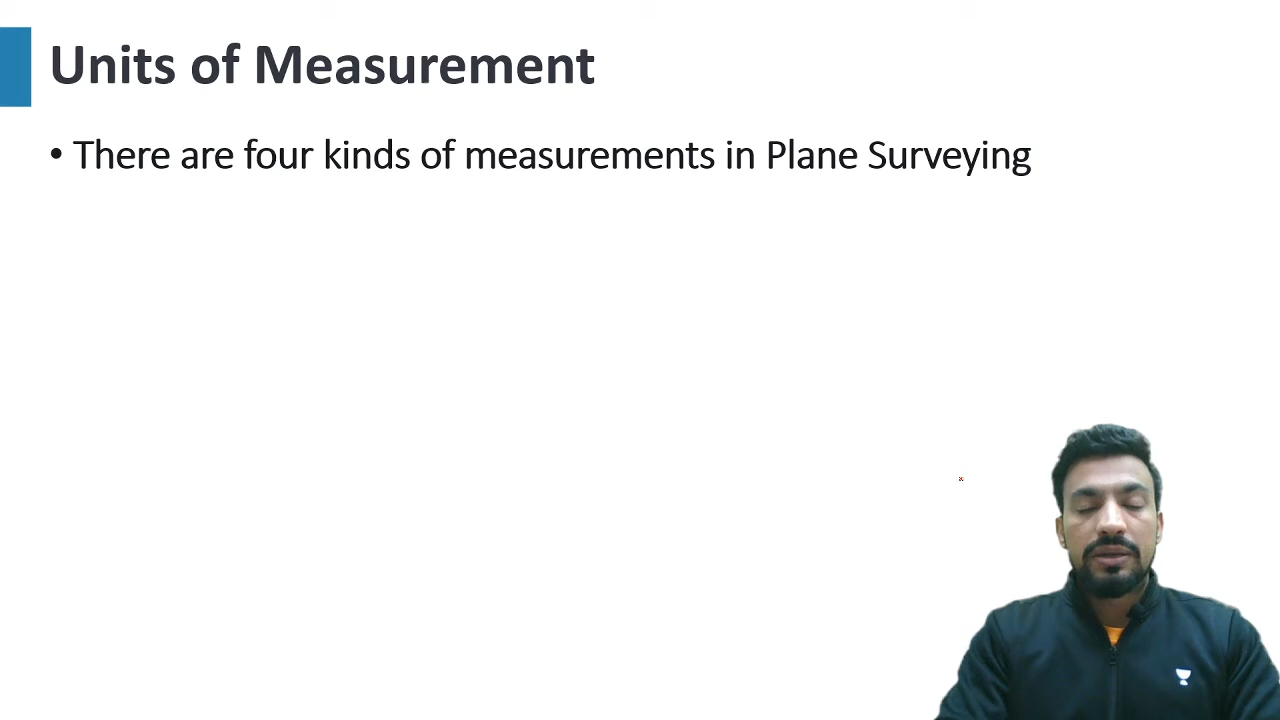 Units of Measurement
• There are four kinds of measurements in Plane Surveying